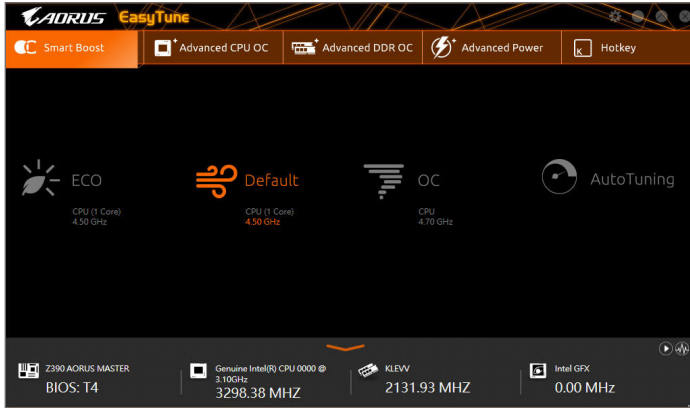 AORUS EasyTune
Smart Boost
Advanced CPU OC
Advanced DDR OC
Advanced Power
K Hotkey
ECO
CPU (1 Core)
4.50 GHz
Default
CPU (1 Core)
4.50 GHz
OC
CPU
4.70 GHz
AutoTuning
Z390 AORUS MASTER
BIOS: T4
Genuine Intel(R) CPU 0000 @
3.10GHz
3298.38 MHZ
KLEVV
2131.93 MHZ
Intel GFX
0.00 MHz